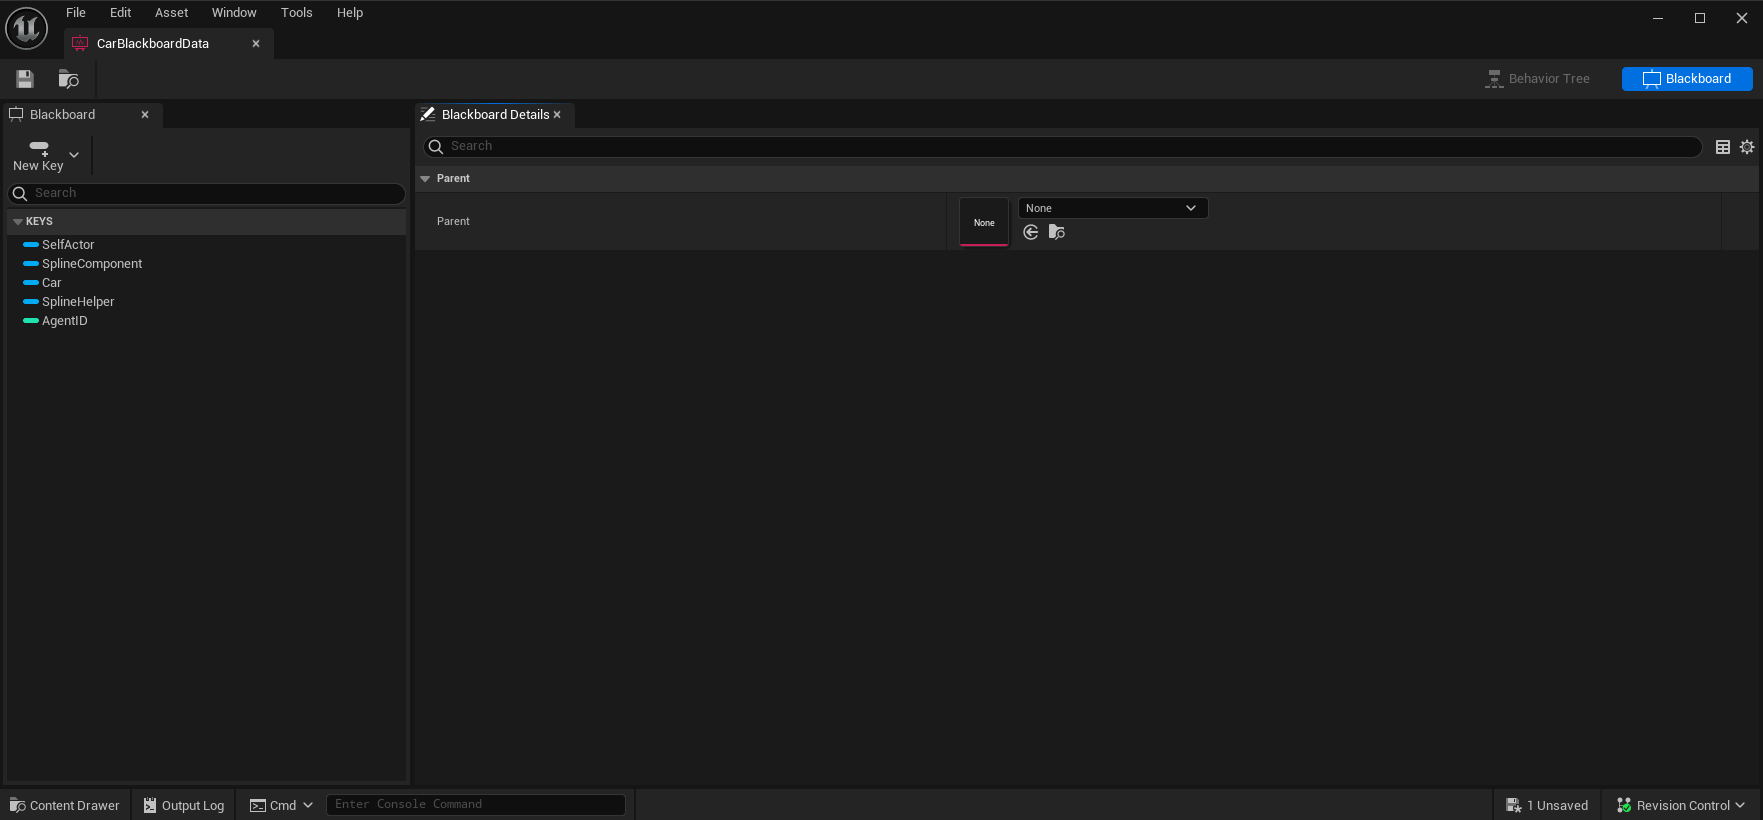 File Edit Asset Window Tools Help
CarBlackboardData
Behavior Tree Blackboard
Blackboard
New Key
Search
KEYS
SelfActor
SplineComponent
Car
SplineHelper
AgentID
Blackboard Details
Search
Parent
Parent
None
None
Content Drawer Output Log Cmd Enter Console Command 1 Unsaved Revision Control